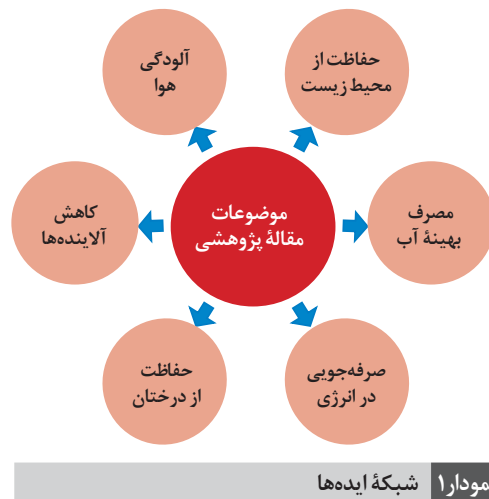 حفاظت از
محیط زیست
آلودگی
هوا
مصرف
بهینهٔ آب
موضوعات
مقالهٔ پژوهشی
کاهش
آلاینده‌ها
صرفه‌جویی
در انرژی
حفاظت
از درختان
مودار۱ شبکهٔ ایده‌ها